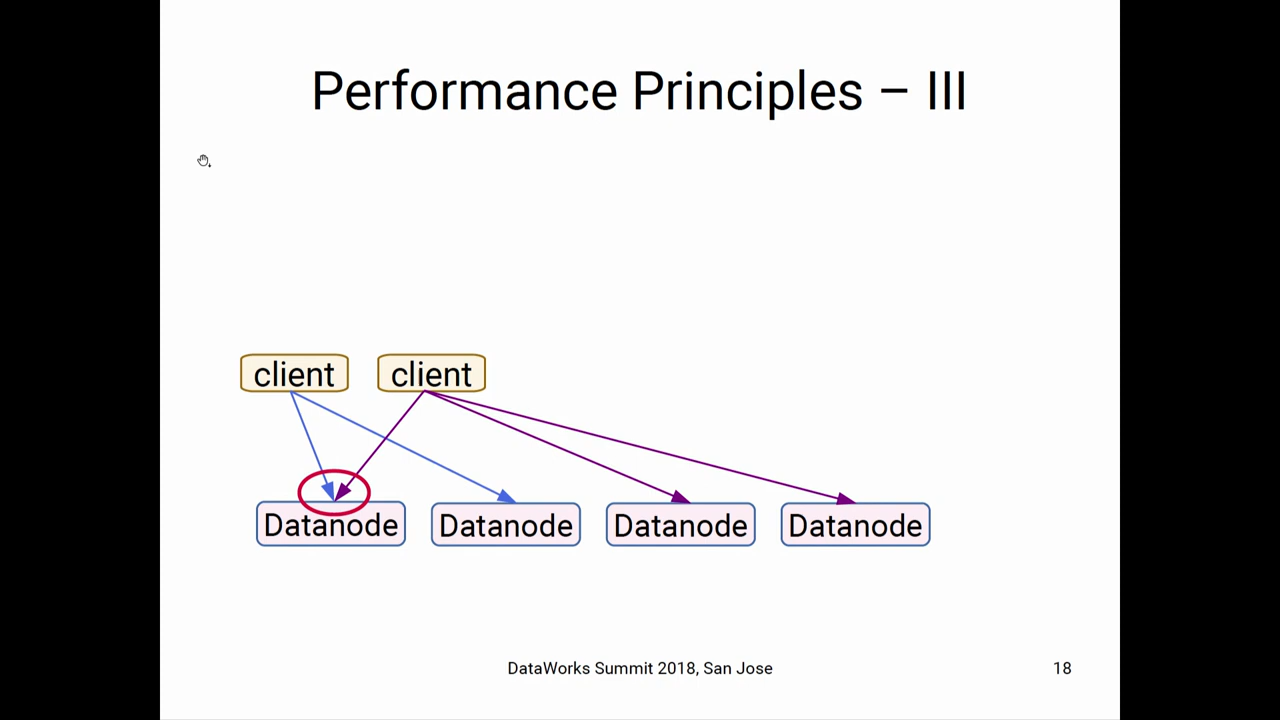 Performance Principles – III
client client
Datanode Datanode Datanode Datanode
DataWorks Summit 2018, San Jose 18